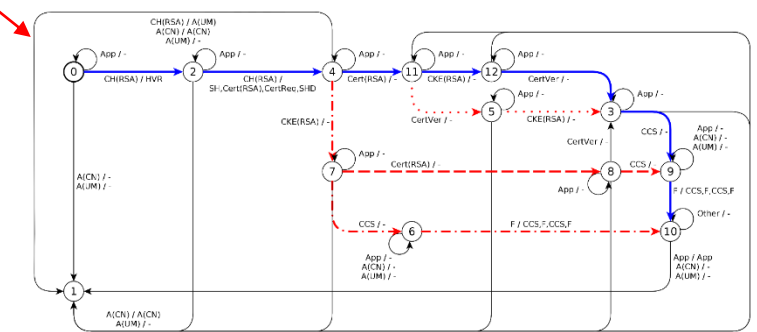 CH(RSA) / A(UM)
A(CN) / A(CN)
A(UM) / -
App / -
App / -
App / -
App / -
App / -
0
2
4
11
12
CH(RSA) / HVR
CH(RSA) /
SH,Cert(RSA),CertReq,SHD
Cert(RSA) / -
CKE(RSA) / -
CertVer / -
App / -
App / -
5
3
CertVer / -
CKE(RSA) / -
CKE(RSA) / -
CCS / -
App / -
A(CN) / -
A(UM) / -
CertVer / -
App / -
Cert(RSA) / -
CCS / -
7
8
9
A(CN) / -
A(UM) / -
App / -
F / CCS,F,CCS,F
Other / -
CCS / -
F / CCS,F,CCS,F
6
10
App / -
A(CN) / -
A(UM) / -
App / App
A(CN) / -
A(UM) / -
1
A(CN) / A(CN)
A(UM) / -